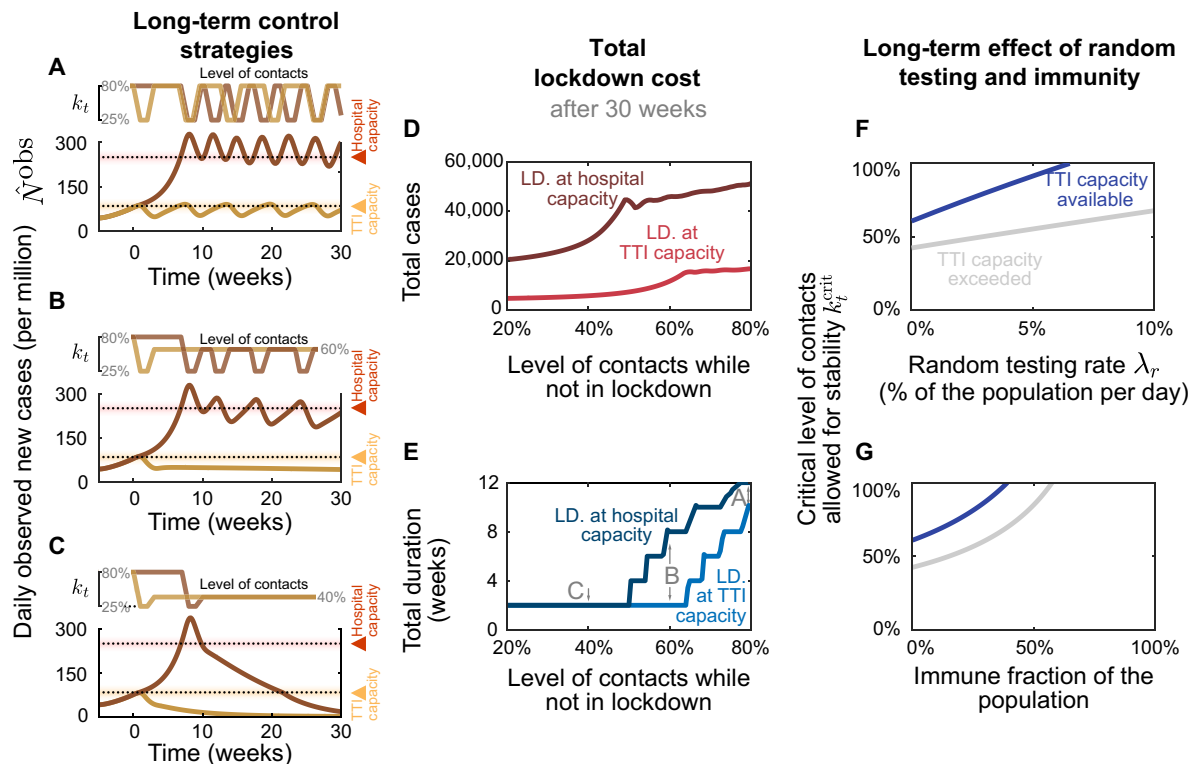 Long-term control
strategies
Total
lockdown cost
after 30 weeks
Long-term effect of random
testing and immunity
Daily observed new cases (per million)
N̂obs
A
Level of contacts
80%
kt
25%
300
150
0
0 10 20 30
Time (weeks)
Hospital
capacity
TTI
capacity
B
Level of contacts
80%
kt
60%
25%
300
150
0
0 10 20 30
Time (weeks)
Hospital
capacity
TTI
capacity
C
Level of contacts
80%
kt
40%
25%
300
150
0
0 10 20 30
Time (weeks)
Hospital
capacity
TTI
capacity
D
Total cases
60,000
40,000
20,000
0
LD. at hospital
capacity
LD. at
TTI capacity
20% 40% 60% 80%
Level of contacts while
not in lockdown
E
Total duration
(weeks)
12
8
4
0
LD. at hospital
capacity
A
B
C
LD.
at TTI
capacity
20% 40% 60% 80%
Level of contacts while
not in lockdown
Critical level of contacts
allowed for stability ktcrit
F
100%
50%
0%
TTI capacity
available
TTI capacity
exceeded
0% 5% 10%
Random testing rate λr
(% of the population per day)
G
100%
50%
0%
0% 50% 100%
Immune fraction of the
population